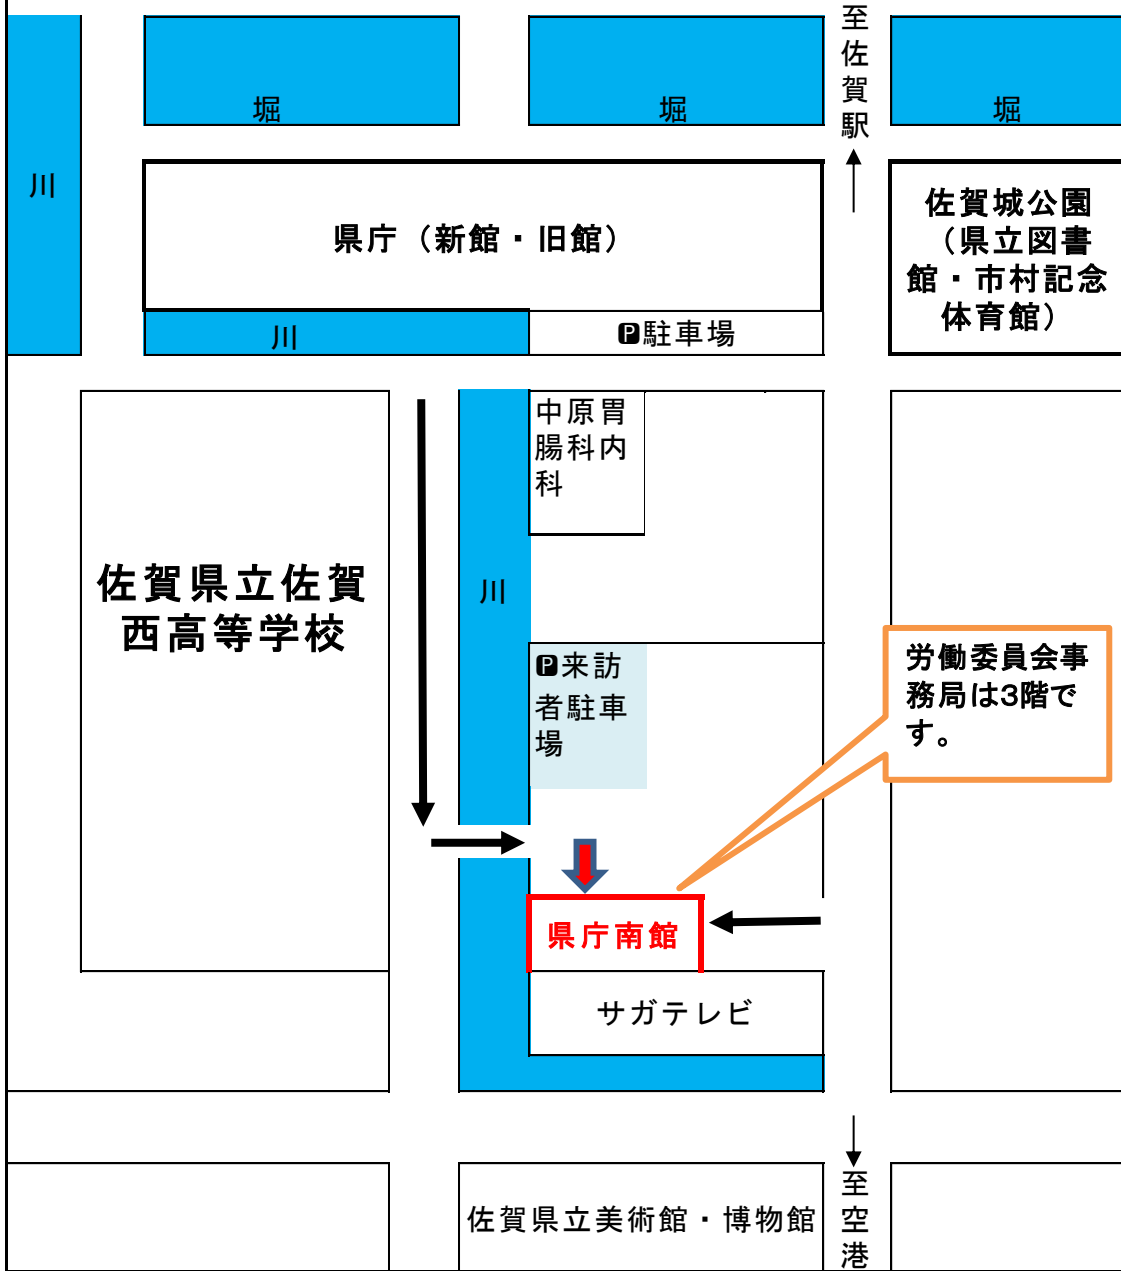 至佐賀駅
堀
堀
堀
川
県庁（新館・旧館）
佐賀城公園
（県立図書
館・市村記念
体育館）
川
🅿駐車場
中原胃
腸科内
科
佐賀県立佐賀
西高等学校
川
🅿来訪
者駐車
場
労働委員会事
務局は3階で
す。
県庁南館
サガテレビ
佐賀県立美術館・博物館
至空港